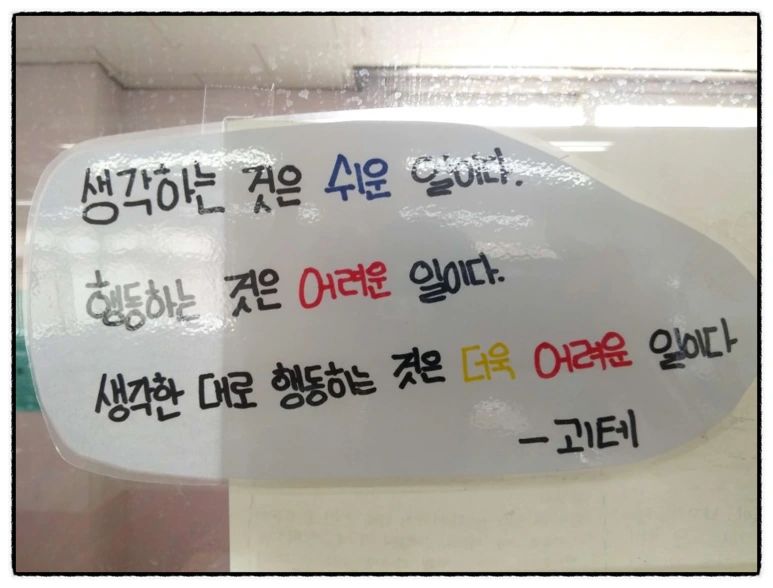 생각하는 것은 쉬운 일이다.
행동하는 것은 어려운 일이다.
생각한 대로 행동하는 것은 더욱 어려운 일이다
- 괴테